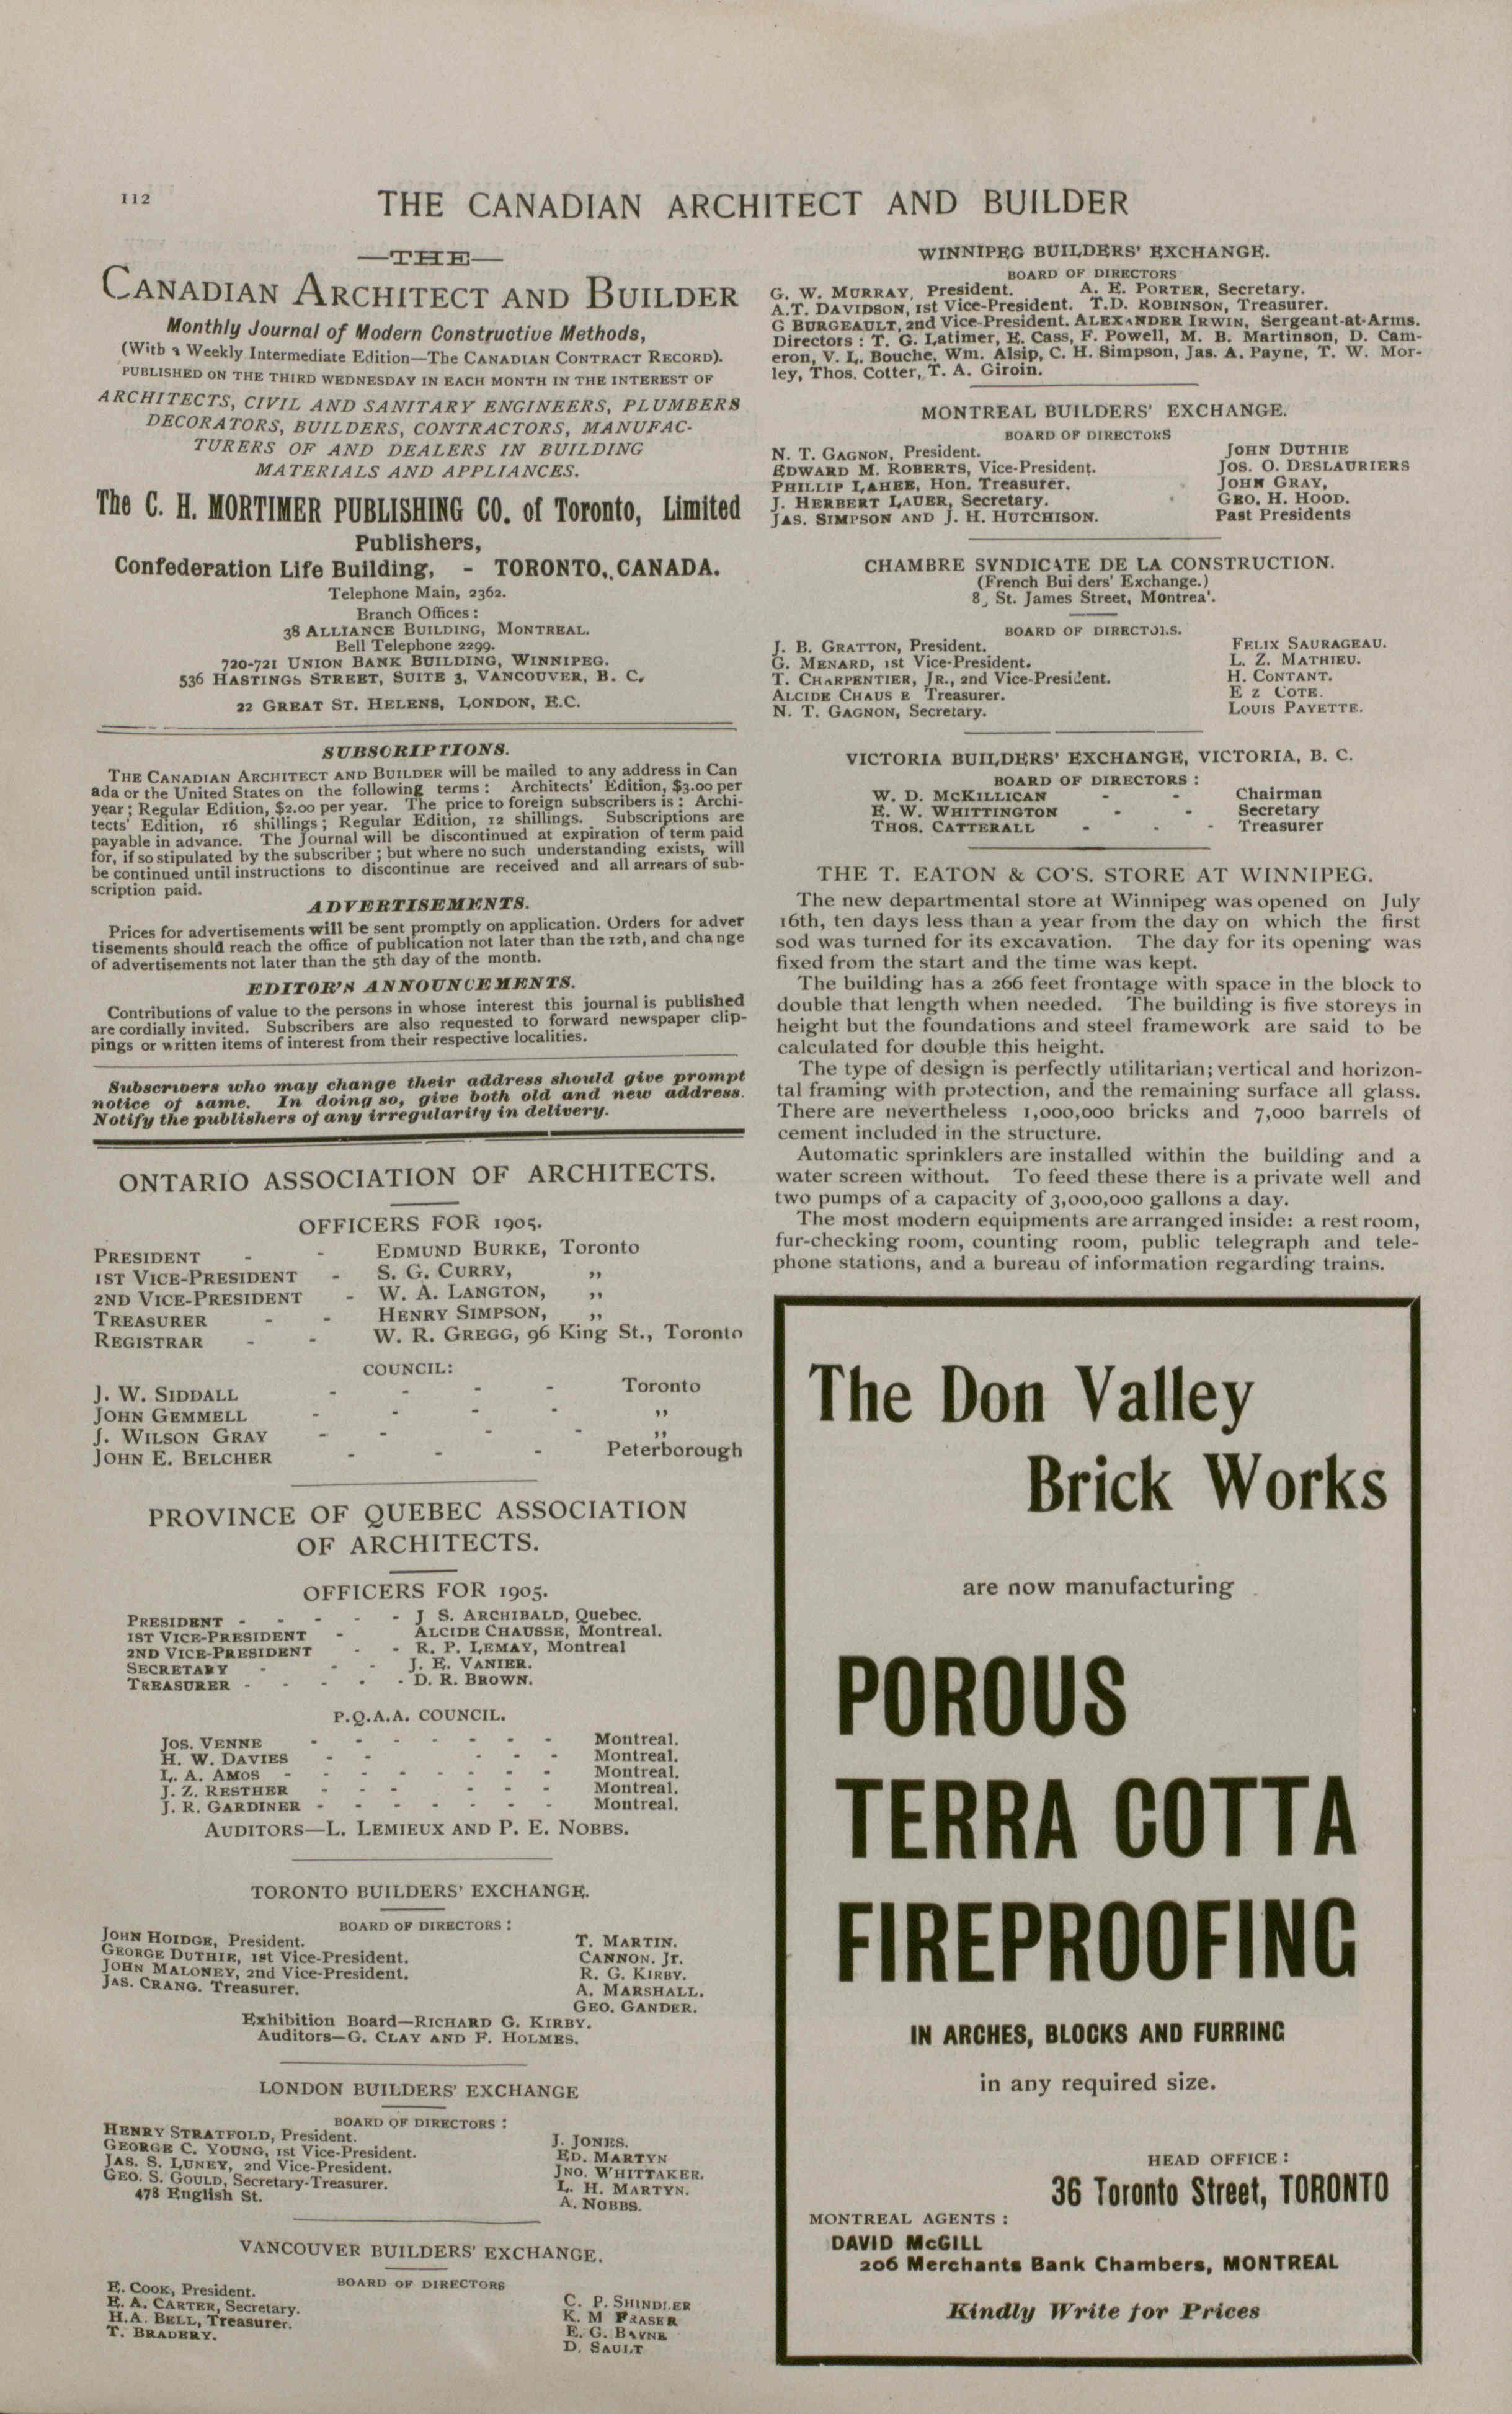 112
THE CANADIAN ARCHITECT AND BUILDER
—THE—
CANADIAN ARCHITECT AND BUILDER
Monthly Journal of Modern Constructive Methods,
(With a Weekly Intermediate Edition—The CANADIAN CONTRACT RECORD).
PUBLISHED ON THE THIRD WEDNESDAY IN EACH MONTH IN THE INTEREST OF
ARCHITECTS, CIVIL AND SANITARY ENGINEERS, PLUMBERS
DECORATORS, BUILDERS, CONTRACTORS, MANUFAC-
TURERS OF AND DEALERS IN BUILDING
MATERIALS AND APPLIANCES.
The C. H. MORTIMER PUBLISHING CO. of Toronto, Limited
Publishers,
Confederation Life Building, - TORONTO, CANADA.
Telephone Main, 2362.
Branch Offices :
38 ALLIANCE BUILDING, MONTREAL.
Bell Telephone 2299.
720-721 UNION BANK BUILDING, WINNIPEG.
536 HASTINGS STREET, SUITE 3, VANCOUVER, B. C.
22 GREAT ST. HELENS, LONDON, E.C.
SUBSCRIPTIONS.
THE CANADIAN ARCHITECT AND BUILDER will be mailed to any address in Can
ada or the United States on the following terms : Architects' Edition, $3.00 per
year ; Regular Edition, $2.00 per year. The price to foreign subscribers is : Archi-
tects' Edition, 16 shillings ; Regular Edition, 12 shillings. Subscriptions are
payable in advance. The Journal will be discontinued at expiration of term paid
for, if so stipulated by the subscriber ; but where no such understanding exists, will
be continued until instructions to discontinue are received and all arrears of sub-
scription paid.
ADVERTISEMENTS.
Prices for advertisements will be sent promptly on application. Orders for adver
tisements should reach the office of publication not later than the 12th, and change
of advertisements not later than the 5th day of the month.
EDITOR'S ANNOUNCEMENTS.
Contributions of value to the persons in whose interest this journal is published
are cordially invited. Subscribers are also requested to forward newspaper clip-
pings or written items of interest from their respective localities.
Subscribers who may change their address should give prompt
notice of same. In doing so, give both old and new address.
Notify the publishers of any irregularity in delivery.
ONTARIO ASSOCIATION OF ARCHITECTS.
OFFICERS FOR 1905.
PRESIDENT - - EDMUND BURKE, Toronto
1ST VICE-PRESIDENT - S. G. CURRY, ,,
2ND VICE-PRESIDENT - W. A. LANGTON, ,,
TREASURER - - HENRY SIMPSON, ,,
REGISTRAR - - W. R. GREGG, 96 King St., Toronto
COUNCIL:
J. W. SIDDALL - - - - Toronto
JOHN GEMMELL - - - - ,,
J. WILSON GRAY - - - - ,,
JOHN E. BELCHER - - - Peterborough
PROVINCE OF QUEBEC ASSOCIATION
OF ARCHITECTS.
OFFICERS FOR 1905.
PRESIDENT - - - - - J S. ARCHIBALD, Quebec.
1ST VICE-PRESIDENT - ALCIDE CHAUSSE, Montreal.
2ND VICE-PRESIDENT - - R. P. LEMAY, Montreal
SECRETARY - - - J. E. VANIER.
TREASURER - - - - - D. R. BROWN.
P.Q.A.A. COUNCIL.
JOS. VENNE - - - - - - - Montreal.
H. W. DAVIES - - - - - Montreal.
L. A. AMOS - - - - - - - - Montreal.
J. Z. RESTHER - - - - - - Montreal.
J. R. GARDINER - - - - - - - Montreal.
AUDITORS—L. LEMIEUX AND P. E. NOBBS.
TORONTO BUILDERS' EXCHANGE.
BOARD OF DIRECTORS :
JOHN HOIDGE, President.
GEORGE DUTHIE, 1st Vice-President.
JOHN MALONEY, 2nd Vice-President.
JAS. CRANG. Treasurer.
T. MARTIN.
CANNON. Jr.
R. G. KIRBY.
A. MARSHALL.
GEO. GANDER.
Exhibition Board—RICHARD G. KIRBY.
Auditors—G. CLAY AND F. HOLMES.
LONDON BUILDERS' EXCHANGE
BOARD OF DIRECTORS :
HENRY STRATFOLD, President.
GEORGE C. YOUNG, 1st Vice-President.
JAS. S. LUNEY, 2nd Vice-President.
GEO. S. GOULD, Secretary-Treasurer.
478 English St.
J. JONES.
ED. MARTYN
JNO. WHITTAKER.
L. H. MARTYN.
A. NOBBS.
VANCOUVER BUILDERS' EXCHANGE.
BOARD OF DIRECTORS
E. COOK, President.
E. A. CARTER, Secretary.
H.A. BELL, Treasurer.
T. BRADERY.
C. P. SHINDLER
K. M FRASER
E. G. BAYNE
D. SAULT
WINNIPEG BUILDERS' EXCHANGE.
BOARD OF DIRECTORS
G. W. MURRAY, President. A. E. PORTER, Secretary.
A.T. DAVIDSON, 1st Vice-President. T.D. ROBINSON, Treasurer.
G BURGEAULT, 2nd Vice-President. ALEXANDER IRWIN, Sergeant-at-Arms.
Directors : T. G. Latimer, E. Cass, F. Powell, M. B. Martinson, D. Cam-
eron, V. L. Bouche, Wm. Alsip, C. H. Simpson, Jas. A. Payne, T. W. Mor-
ley, Thos. Cotter, T. A. Giroin.
MONTREAL BUILDERS' EXCHANGE.
BOARD OF DIRECTORS
N. T. GAGNON, President.
EDWARD M. ROBERTS, Vice-President.
PHILLIP LAHEE, Hon. Treasurer.
J. HERBERT LAUER, Secretary.
JAS. SIMPSON AND J. H. HUTCHISON.
JOHN DUTHIE
JOS. O. DESLAURIERS
JOHN GRAY,
GEO. H. HOOD.
Past Presidents
CHAMBRE SYNDICATE DE LA CONSTRUCTION.
(French Bui ders' Exchange.)
8, St. James Street, Montrea'.
BOARD OF DIRECTORS.
J. B. GRATTON, President.
G. MENARD, 1st Vice-President.
T. CHARPENTIER, JR., 2nd Vice-President.
ALCIDE CHAUS E Treasurer.
N. T. GAGNON, Secretary.
FELIX SAURAGEAU.
L. Z. MATHIEU.
H. CONTANT.
E Z COTE.
LOUIS PAYETTE.
VICTORIA BUILDERS' EXCHANGE, VICTORIA, B. C.
BOARD OF DIRECTORS :
W. D. MCKILLICAN - - Chairman
E. W. WHITTINGTON - - Secretary
THOS. CATTERALL - - - Treasurer
THE T. EATON & CO'S. STORE AT WINNIPEG.
The new departmental store at Winnipeg was opened on July
16th, ten days less than a year from the day on which the first
sod was turned for its excavation. The day for its opening was
fixed from the start and the time was kept.
The building has a 266 feet frontage with space in the block to
double that length when needed. The building is five storeys in
height but the foundations and steel framework are said to be
calculated for double this height.
The type of design is perfectly utilitarian; vertical and horizon-
tal framing with protection, and the remaining surface all glass.
There are nevertheless 1,000,000 bricks and 7,000 barrels of
cement included in the structure.
Automatic sprinklers are installed within the building and a
water screen without. To feed these there is a private well and
two pumps of a capacity of 3,000,000 gallons a day.
The most modern equipments are arranged inside: a rest room,
fur-checking room, counting room, public telegraph and tele-
phone stations, and a bureau of information regarding trains.
The Don Valley
Brick Works
are now manufacturing
POROUS
TERRA COTTA
FIREPROOFING
IN ARCHES, BLOCKS AND FURRING
in any required size.
HEAD OFFICE :
36 Toronto Street, TORONTO
MONTREAL AGENTS :
DAVID McGILL
206 Merchants Bank Chambers, MONTREAL
Kindly Write for Prices